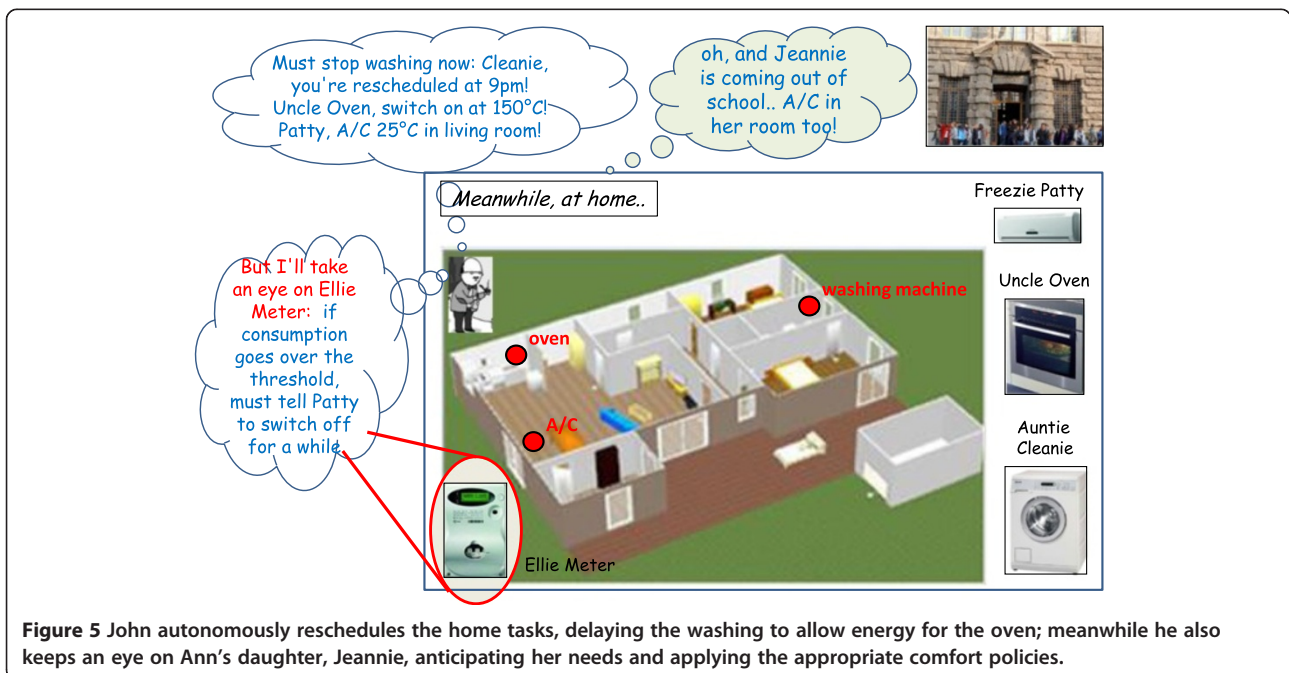 Must stop washing now: Cleanie,
you're rescheduled at 9pm!
Uncle Oven, switch on at 150°C!
Patty, A/C 25°C in living room!
oh, and Jeannie
is coming out of
school.. A/C in
her room too!
Meanwhile, at home..
Freezie Patty
But I'll take
an eye on Ellie
Meter: if
consumption
goes over the
threshold,
must tell Patty
to switch off
for a while
washing machine
oven
A/C
Uncle Oven
Auntie
Cleanie
Ellie Meter
Figure 5 John autonomously reschedules the home tasks, delaying the washing to allow energy for the oven; meanwhile he also
keeps an eye on Ann's daughter, Jeannie, anticipating her needs and applying the appropriate comfort policies.